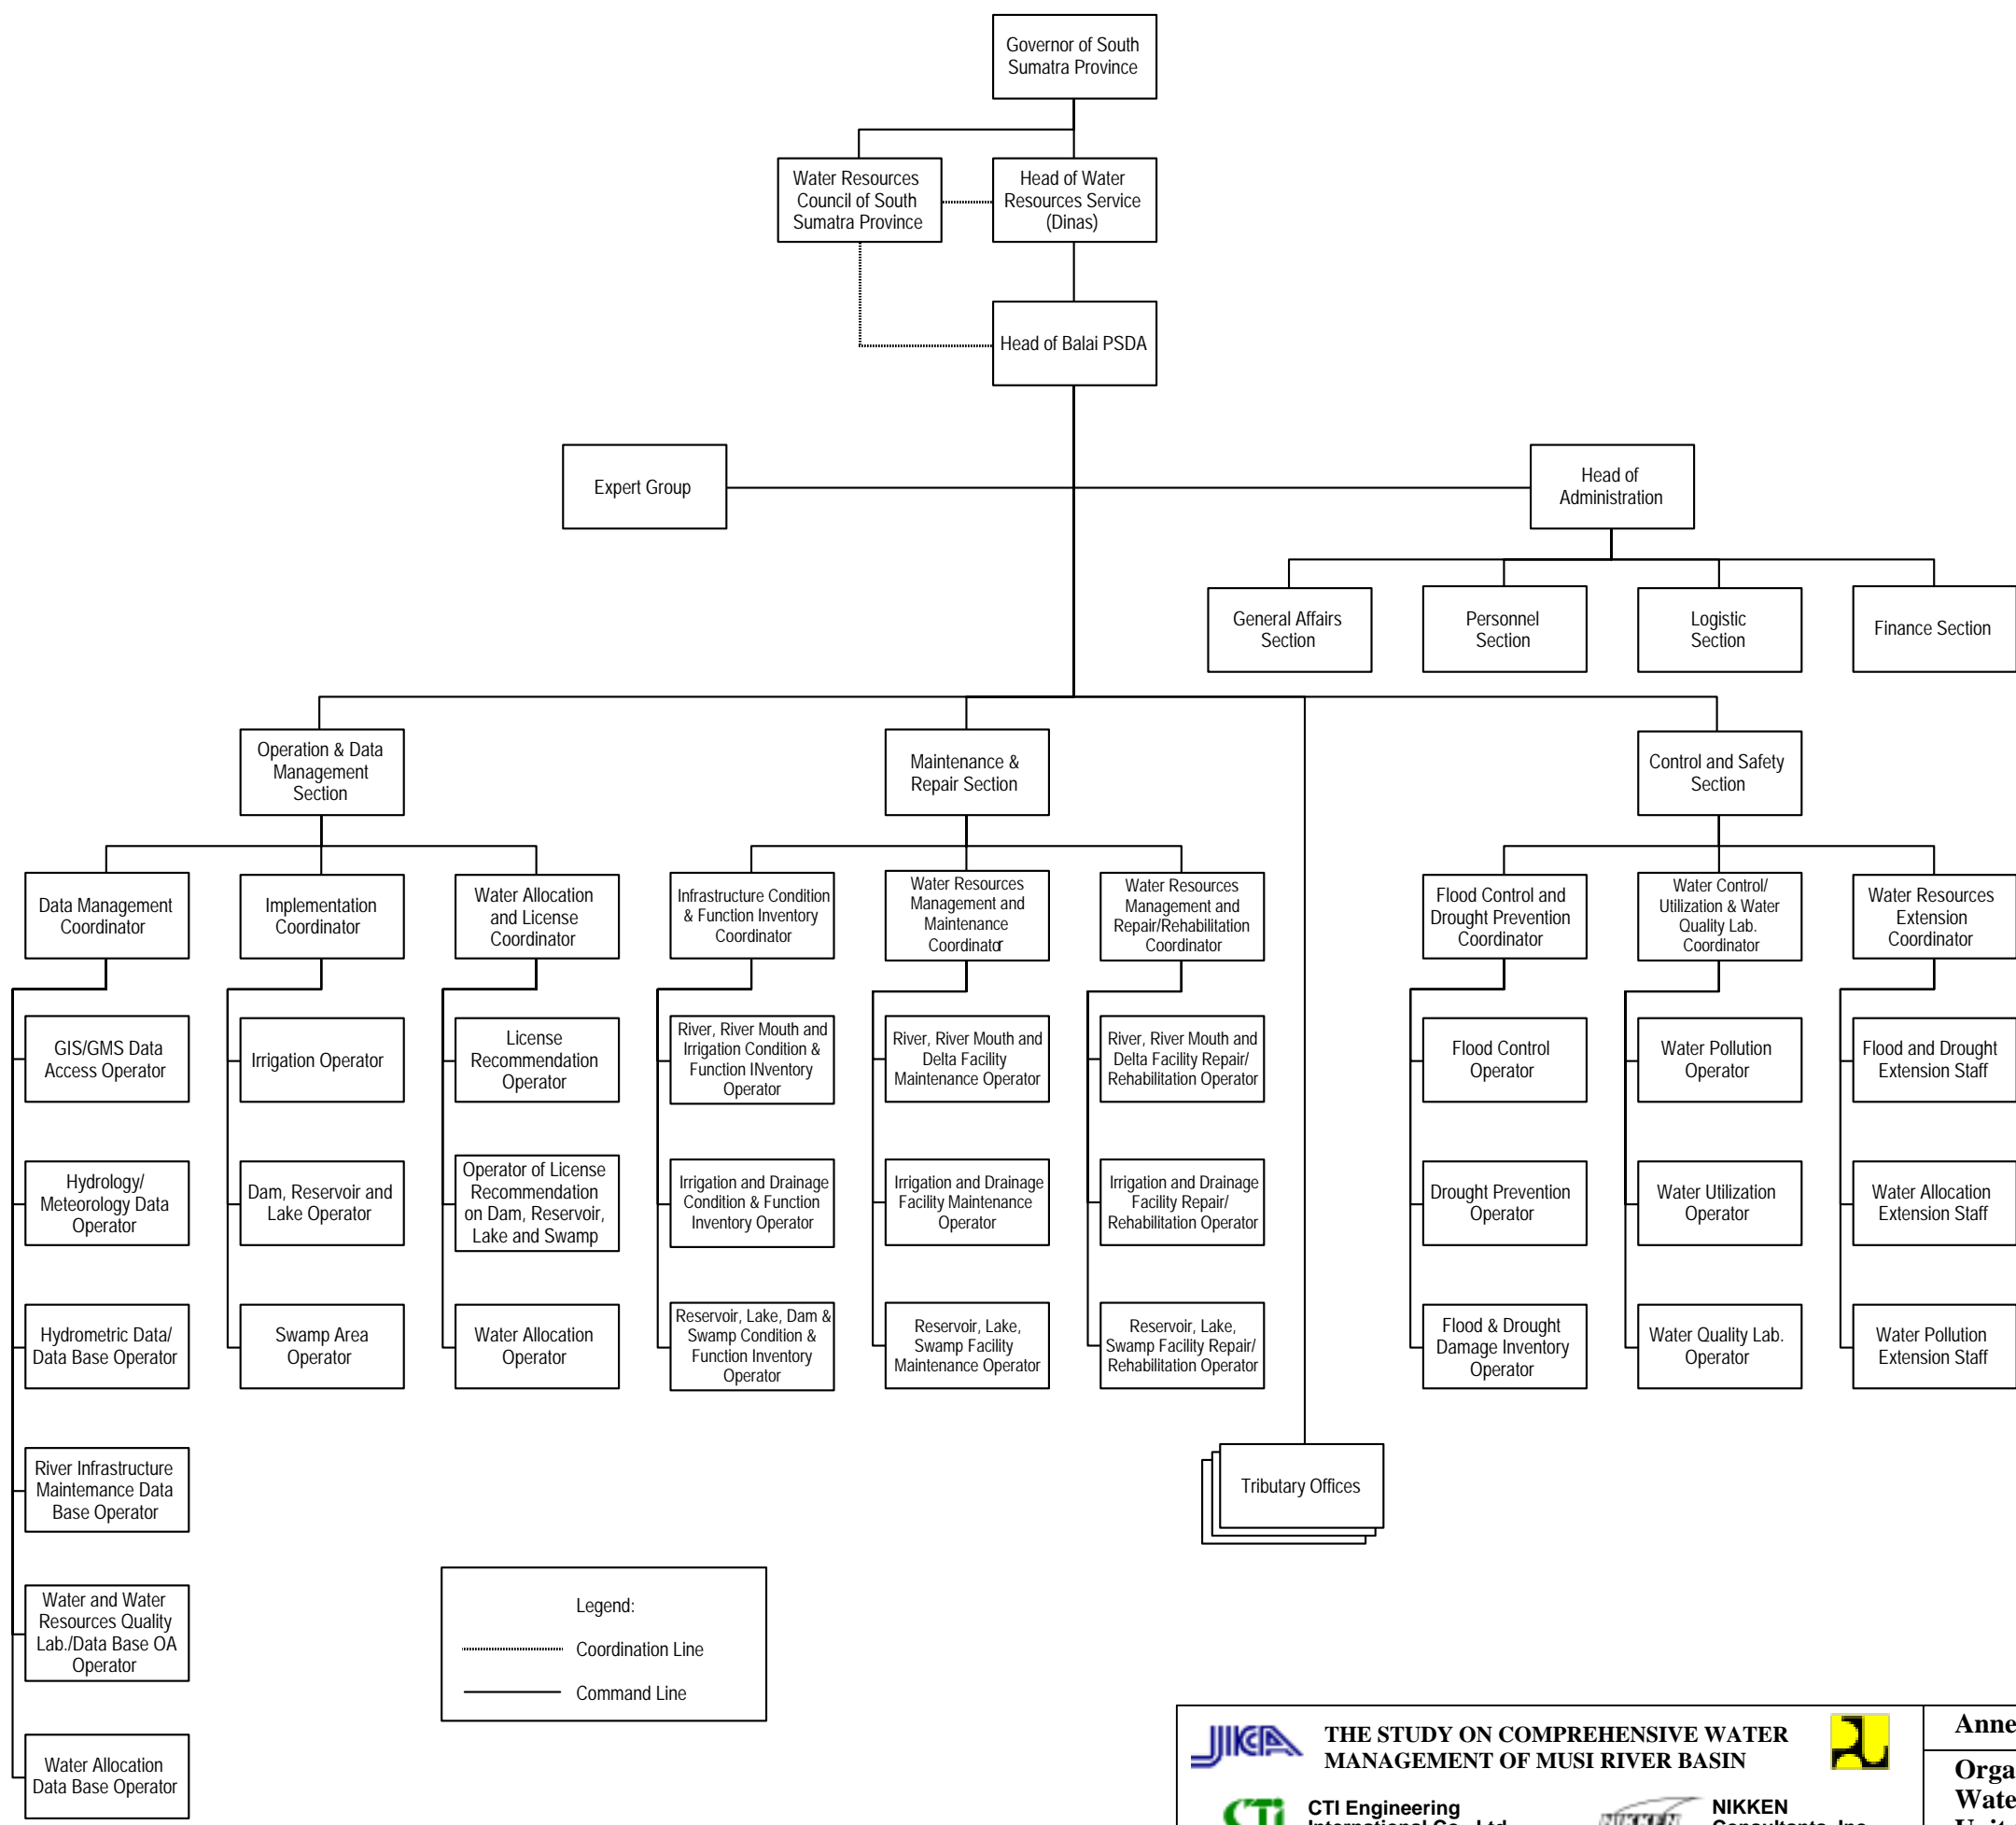 Governor of South
Sumatra Province
Water Resources
Council of South
Sumatra Province
Head of Water
Resources Service
(Dinas)
Head of Balai PSDA
Expert Group
Head of
Administration
General Affairs
Section
Personnel
Section
Logistic
Section
Finance Section
Operation & Data
Management
Section
Maintenance &
Repair Section
Control and Safety
Section
Data Management
Coordinator
Implementation
Coordinator
Water Allocation
and License
Coordinator
Infrastructure Condition
& Function Inventory
Coordinator
Water Resources
Management and
Maintenance
Coordinator
Water Resources
Management and
Repair/Rehabilitation
Coordinator
Flood Control and
Drought Prevention
Coordinator
Water Control/
Utilization & Water
Quality Lab.
Coordinator
Water Resources
Extension
Coordinator
GIS/GMS Data
Access Operator
Irrigation Operator
License
Recommendation
Operator
River, River Mouth and
Irrigation Condition &
Function INventory
Operator
River, River Mouth and
Delta Facility
Maintenance Operator
River, River Mouth and
Delta Facility Repair/
Rehabilitation Operator
Flood Control
Operator
Water Pollution
Operator
Flood and Drought
Extension Staff
Hydrology/
Meteorology Data
Operator
Dam, Reservoir and
Lake Operator
Operator of License
Recommendation
on Dam, Reservoir,
Lake and Swamp
Irrigation and Drainage
Condition & Function
Inventory Operator
Irrigation and Drainage
Facility Maintenance
Operator
Irrigation and Drainage
Facility Repair/
Rehabilitation Operator
Drought Prevention
Operator
Water Utilization
Operator
Water Allocation
Extension Staff
Hydrometric Data/
Data Base Operator
Swamp Area
Operator
Water Allocation
Operator
Reservoir, Lake, Dam &
Swamp Condition &
Function Inventory
Operator
Reservoir, Lake,
Swamp Facility
Maintenance Operator
Reservoir, Lake,
Swamp Facility Repair/
Rehabilitation Operator
Flood & Drought
Damage Inventory
Operator
Water Quality Lab.
Operator
Water Pollution
Extension Staff
River Infrastructure
Maintemance Data
Base Operator
Tributary Offices
Water and Water
Resources Quality
Lab./Data Base OA
Operator
Water Allocation
Data Base Operator
Legend:
Coordination Line
Command Line
JICA
THE STUDY ON COMPREHENSIVE WATER
MANAGEMENT OF MUSI RIVER BASIN
CTi
CTI Engineering
International Co., Ltd.
NIKKEN
NIKKEN
Consultants, Inc.
Anne
Orga
Wate
Unit